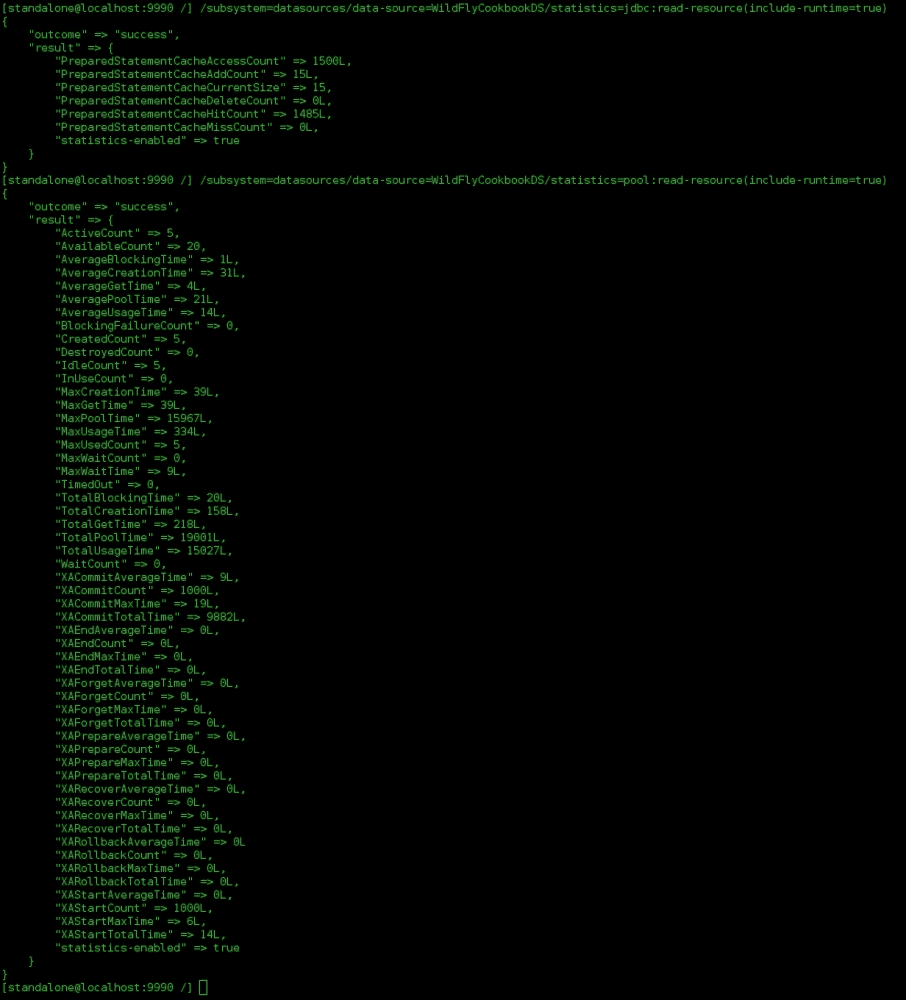 [standalone@localhost:9990 /] /subsystem=datasources/data-source=WildFlyCookbookDS/statistics=jdbc:read-resource(include-runtime=true)
{
    "outcome" => "success",
    "result" => {
        "PreparedStatementCacheAccessCount" => 1500L,
        "PreparedStatementCacheAddCount" => 15L,
        "PreparedStatementCacheCurrentSize" => 15,
        "PreparedStatementCacheDeleteCount" => 0L,
        "PreparedStatementCacheHitCount" => 1485L,
        "PreparedStatementCacheMissCount" => 0L,
        "statistics-enabled" => true
    }
}
[standalone@localhost:9990 /] /subsystem=datasources/data-source=WildFlyCookbookDS/statistics=pool:read-resource(include-runtime=true)
{
    "outcome" => "success",
    "result" => {
        "ActiveCount" => 5,
        "AvailableCount" => 20,
        "AverageBlockingTime" => 1L,
        "AverageCreationTime" => 31L,
        "AverageGetTime" => 4L,
        "AveragePoolTime" => 21L,
        "AverageUsageTime" => 14L,
        "BlockingFailureCount" => 0,
        "CreatedCount" => 5,
        "DestroyedCount" => 0,
        "IdleCount" => 5,
        "InUseCount" => 0,
        "MaxCreationTime" => 39L,
        "MaxGetTime" => 39L,
        "MaxPoolTime" => 15967L,
        "MaxUsageTime" => 334L,
        "MaxUsedCount" => 5,
        "MaxWaitCount" => 0,
        "MaxWaitTime" => 9L,
        "TimedOut" => 0,
        "TotalBlockingTime" => 20L,
        "TotalCreationTime" => 158L,
        "TotalGetTime" => 218L,
        "TotalPoolTime" => 19001L,
        "TotalUsageTime" => 15027L,
        "WaitCount" => 0,
        "XACommitAverageTime" => 9L,
        "XACommitCount" => 1000L,
        "XACommitMaxTime" => 19L,
        "XACommitTotalTime" => 9882L,
        "XAEndAverageTime" => 0L,
        "XAEndCount" => 0L,
        "XAEndMaxTime" => 0L,
        "XAEndTotalTime" => 0L,
        "XAForgetAverageTime" => 0L,
        "XAForgetCount" => 0L,
        "XAForgetMaxTime" => 0L,
        "XAForgetTotalTime" => 0L,
        "XAPrepareAverageTime" => 0L,
        "XAPrepareCount" => 0L,
        "XAPrepareMaxTime" => 0L,
        "XAPrepareTotalTime" => 0L,
        "XARecoverAverageTime" => 0L,
        "XARecoverCount" => 0L,
        "XARecoverMaxTime" => 0L,
        "XARecoverTotalTime" => 0L,
        "XARollbackAverageTime" => 0L
        "XARollbackCount" => 0L,
        "XARollbackMaxTime" => 0L,
        "XARollbackTotalTime" => 0L,
        "XAStartAverageTime" => 0L,
        "XAStartCount" => 1000L,
        "XAStartMaxTime" => 6L,
        "XAStartTotalTime" => 14L,
        "statistics-enabled" => true
    }
}
[standalone@localhost:9990 /]